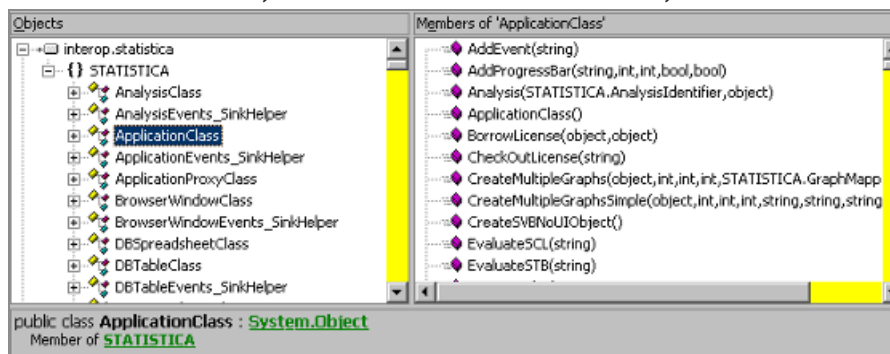 Objects
interop.statistica
{} STATISTICA
AnalysisClass
AnalysisEvents_SinkHelper
ApplicationClass
ApplicationEvents_SinkHelper
ApplicationProxyClass
BrowserWindowClass
BrowserWindowEvents_SinkHelper
DBSpreadsheetClass
DBTableClass
DBTableEvents_SinkHelper
Members of 'ApplicationClass'
AddEvent(string)
AddProgressBar(string,int,int,bool,bool)
Analysis(STATISTICA.AnalysisIdentifier,object)
ApplicationClass()
BorrowLicense(object,object)
CheckOutLicense(string)
CreateMultipleGraphs(object,int,int,int,STATISTICA.GraphMapp
CreateMultipleGraphsSimple(object,int,int,int,string,string,string
CreateSVBNoUIObject()
EvaluateSCL(string)
EvaluateSTB(string)
public class ApplicationClass : System.Object
Member of STATISTICA